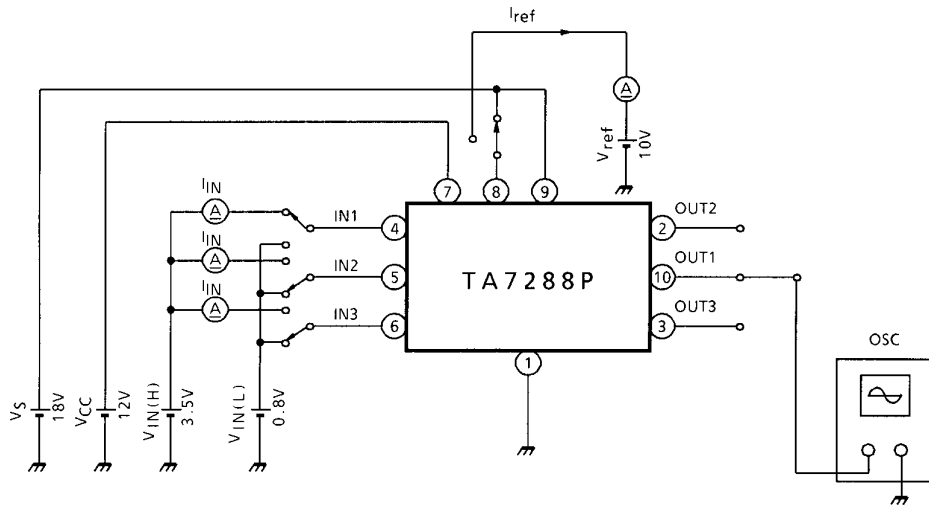 Iref
A
Vref
10V
7
8
9
IIN
A
IN1
4
IIN
A
IN2
5
IIN
A
IN3
6
TA7288P
2
OUT2
10
OUT1
3
OUT3
1
OSC
VS
18V
VCC
12V
VIN(H)
3.5V
VIN(L)
0.8V